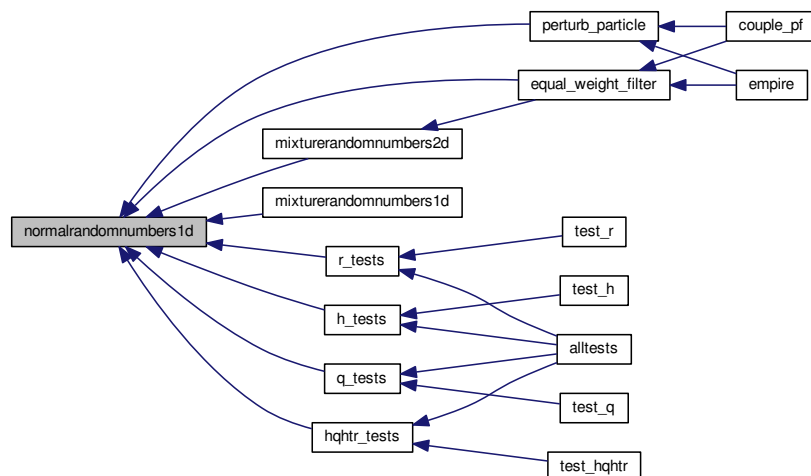 perturb_particle
couple_pf
equal_weight_filter
empire
mixturerandomnumbers2d
mixturerandomnumbers1d
normalrandomnumbers1d
test_r
r_tests
test_h
h_tests
alltests
q_tests
test_q
hqhtr_tests
test_hqhtr